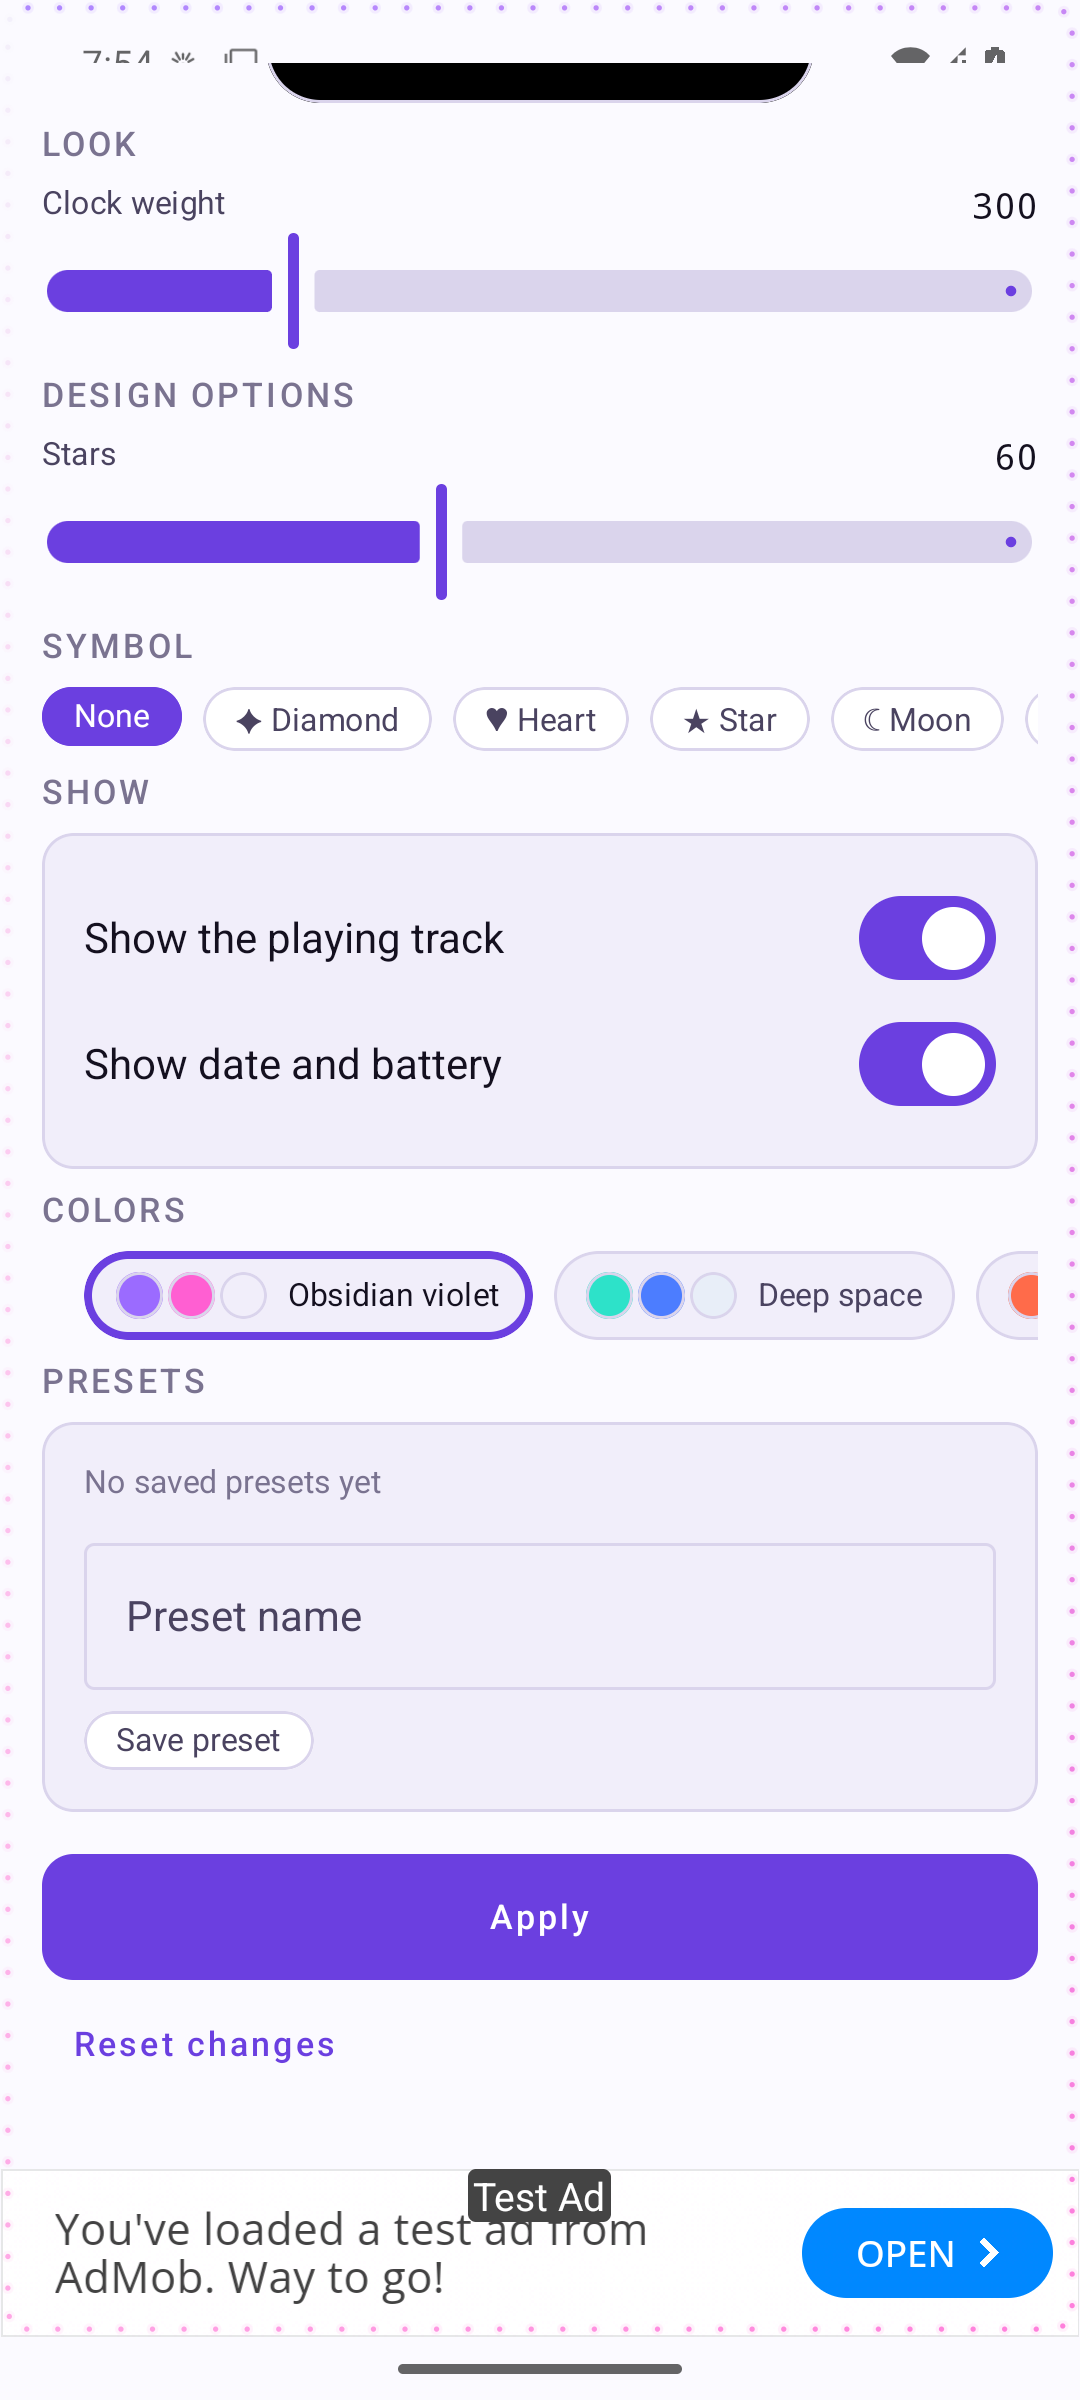 7:54
LOOK
Clock weight
300
DESIGN OPTIONS
Stars
60
SYMBOL
None
✦ Diamond
♥ Heart
★ Star
☾ Moon
SHOW
Show the playing track
Show date and battery
COLORS
Obsidian violet
Deep space
PRESETS
No saved presets yet
Preset name
Save preset
Apply
Reset changes
Test Ad
You've loaded a test ad from
AdMob. Way to go!
OPEN